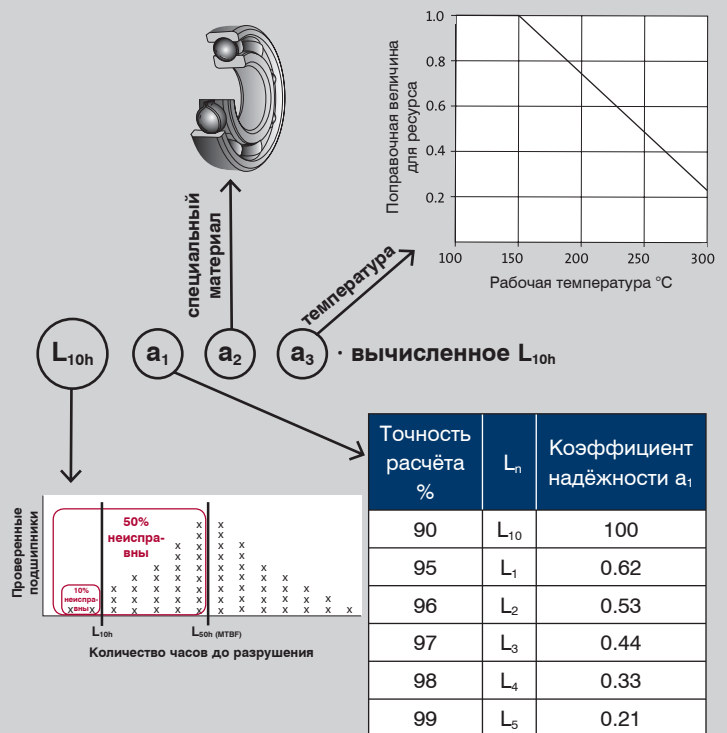 1.0
0.8
0.6
0.4
0.2
Поправочная величина
для ресурса
100 150 200 250 300
Рабочая температура °C
специальный
материал
температура
L10h a1 a2 a3 · вычисленное L10h
Точность
расчёта
%
Ln
Коэффициент
надёжности a1
90 L10 100
95 L1 0.62
96 L2 0.53
97 L3 0.44
98 L4 0.33
99 L5 0.21
Проверенные
подшипники
50%
неиспра-
вны
10%
неиспра-
вны
L10h L50h (MTBF)
Количество часов до разрушения